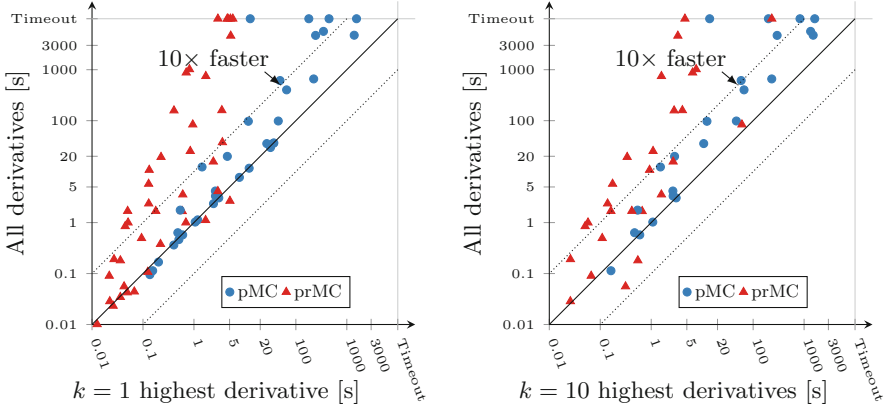 Timeout
3000
1000
100
20
5
1
0.1
0.01
All derivatives [s]
10× faster
pMC prMC
0.01 0.1 1 5 20 100 1000 3000 Timeout
k = 1 highest derivative [s]
Timeout
3000
1000
100
20
5
1
0.1
0.01
All derivatives [s]
10× faster
pMC prMC
0.01 0.1 1 5 20 100 1000 3000 Timeout
k = 10 highest derivatives [s]